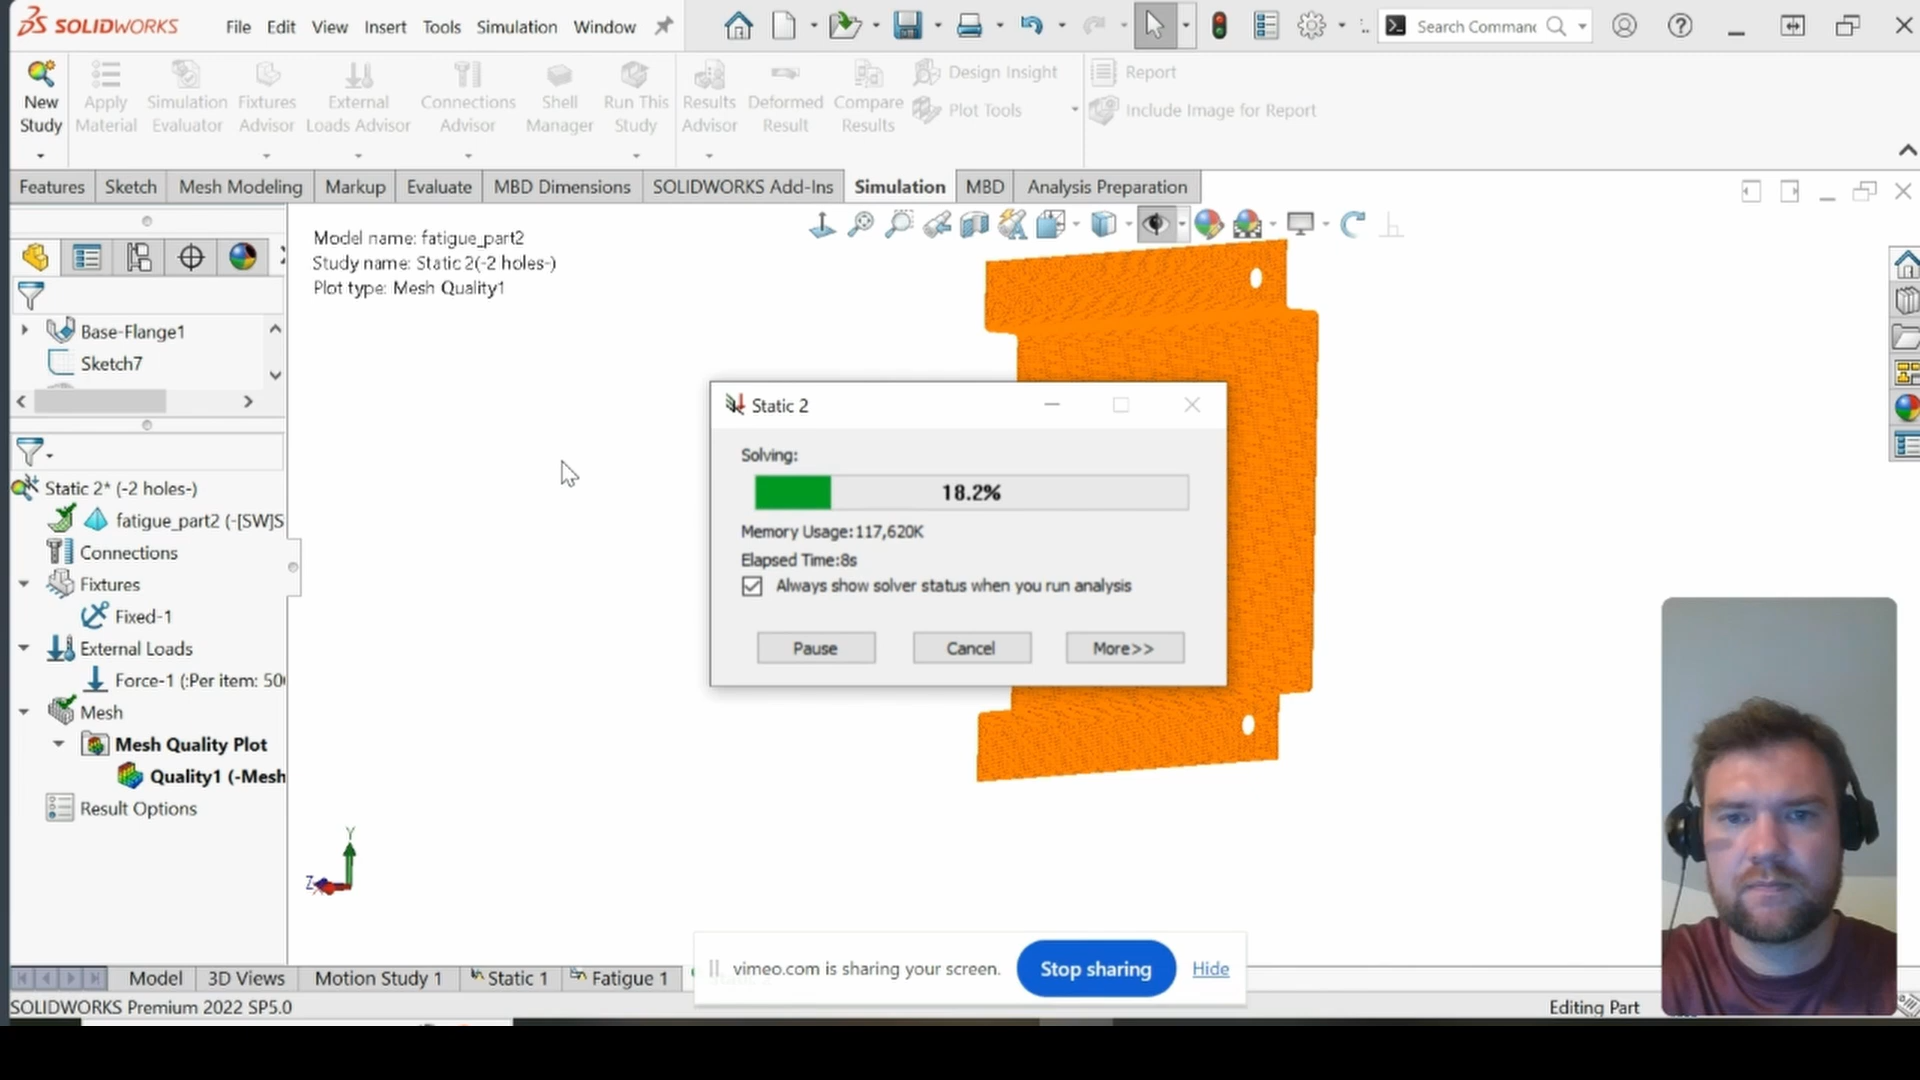 SOLIDWORKS
File Edit View Insert Tools Simulation Window
Search
New Study
Apply Material
Simulation Evaluator
Fixtures Advisor
External Loads Advisor
Connections Advisor
Shell Manager
Run This Study
Results Advisor
Deformed Result
Compare Results
Design Insight
Plot Tools
Report
Include Image for Report
Features Sketch Mesh Modeling Markup Evaluate MBD Dimensions SOLIDWORKS Add-Ins Simulation MBD Analysis Preparation
Model name: fatigue_part2
Study name: Static 2(-2 holes-)
Plot type: Mesh Quality1
Base-Flange1
Sketch7
Static 2* (-2 holes-)
fatigue_part2 (-[SW]S
Connections
Fixtures
Fixed-1
External Loads
Force-1 (:Per item: 50
Mesh
Mesh Quality Plot
Quality1 (-Mesh
Result Options
Static 2
Solving:
18.2%
Memory Usage:117,620K
Elapsed Time:8s
Always show solver status when you run analysis
Pause Cancel More>>
Y
Z
vimeo.com is sharing your screen. Stop sharing Hide
Model 3D Views Motion Study 1 Static 1 Fatigue 1
SOLIDWORKS Premium 2022 SP5.0
Editing Part